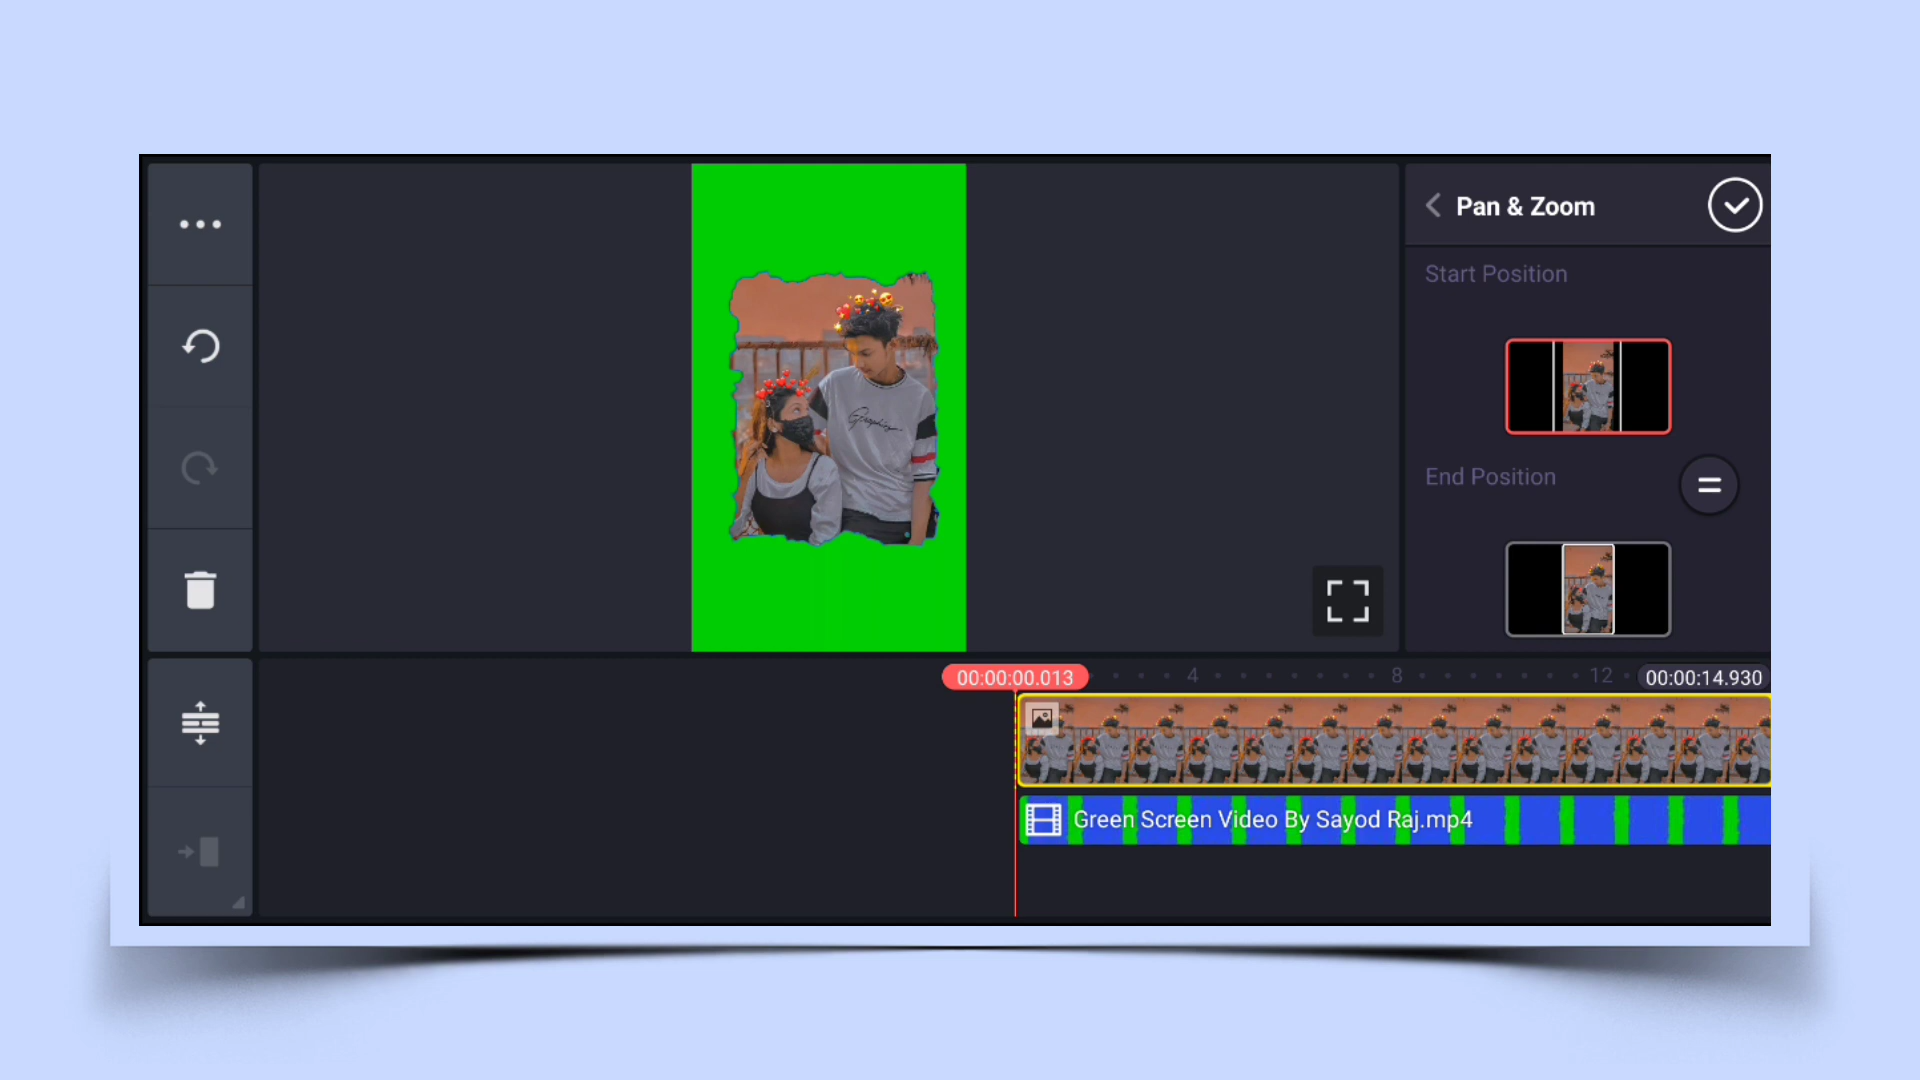 Pan & Zoom
Start Position
End Position
00:00:00.013
4
8
12
00:00:14.930
Green Screen Video By Sayod Raj.mp4